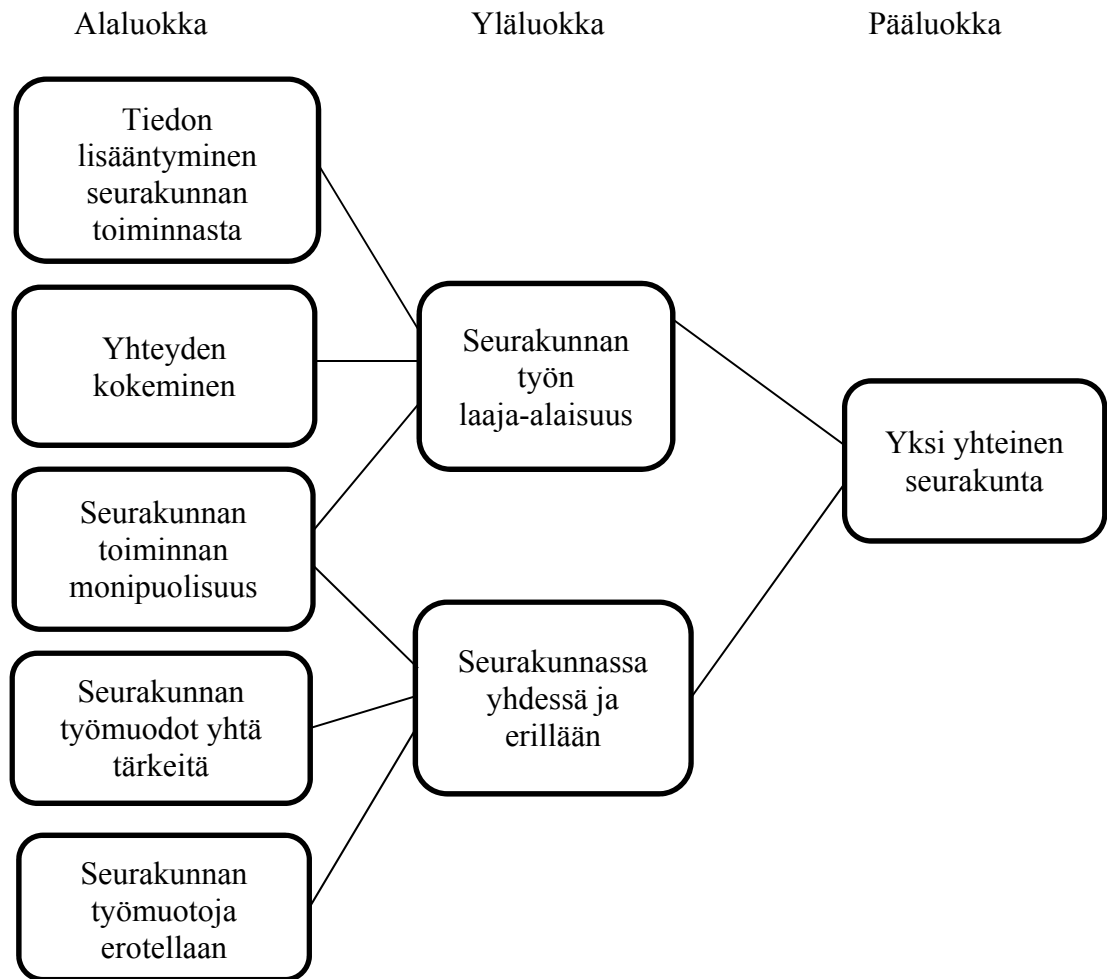 Alaluokka
Yläluokka
Pääluokka
Tiedon
lisääntyminen
seurakunnan
toiminnasta
Yhteyden
kokeminen
Seurakunnan
toiminnan
monipuolisuus
Seurakunnan
työmuodot yhtä
tärkeitä
Seurakunnan
työmuotoja
erotellaan
Seurakunnan
työn
laaja-alaisuus
Seurakunnassa
yhdessä ja
erillään
Yksi yhteinen
seurakunta